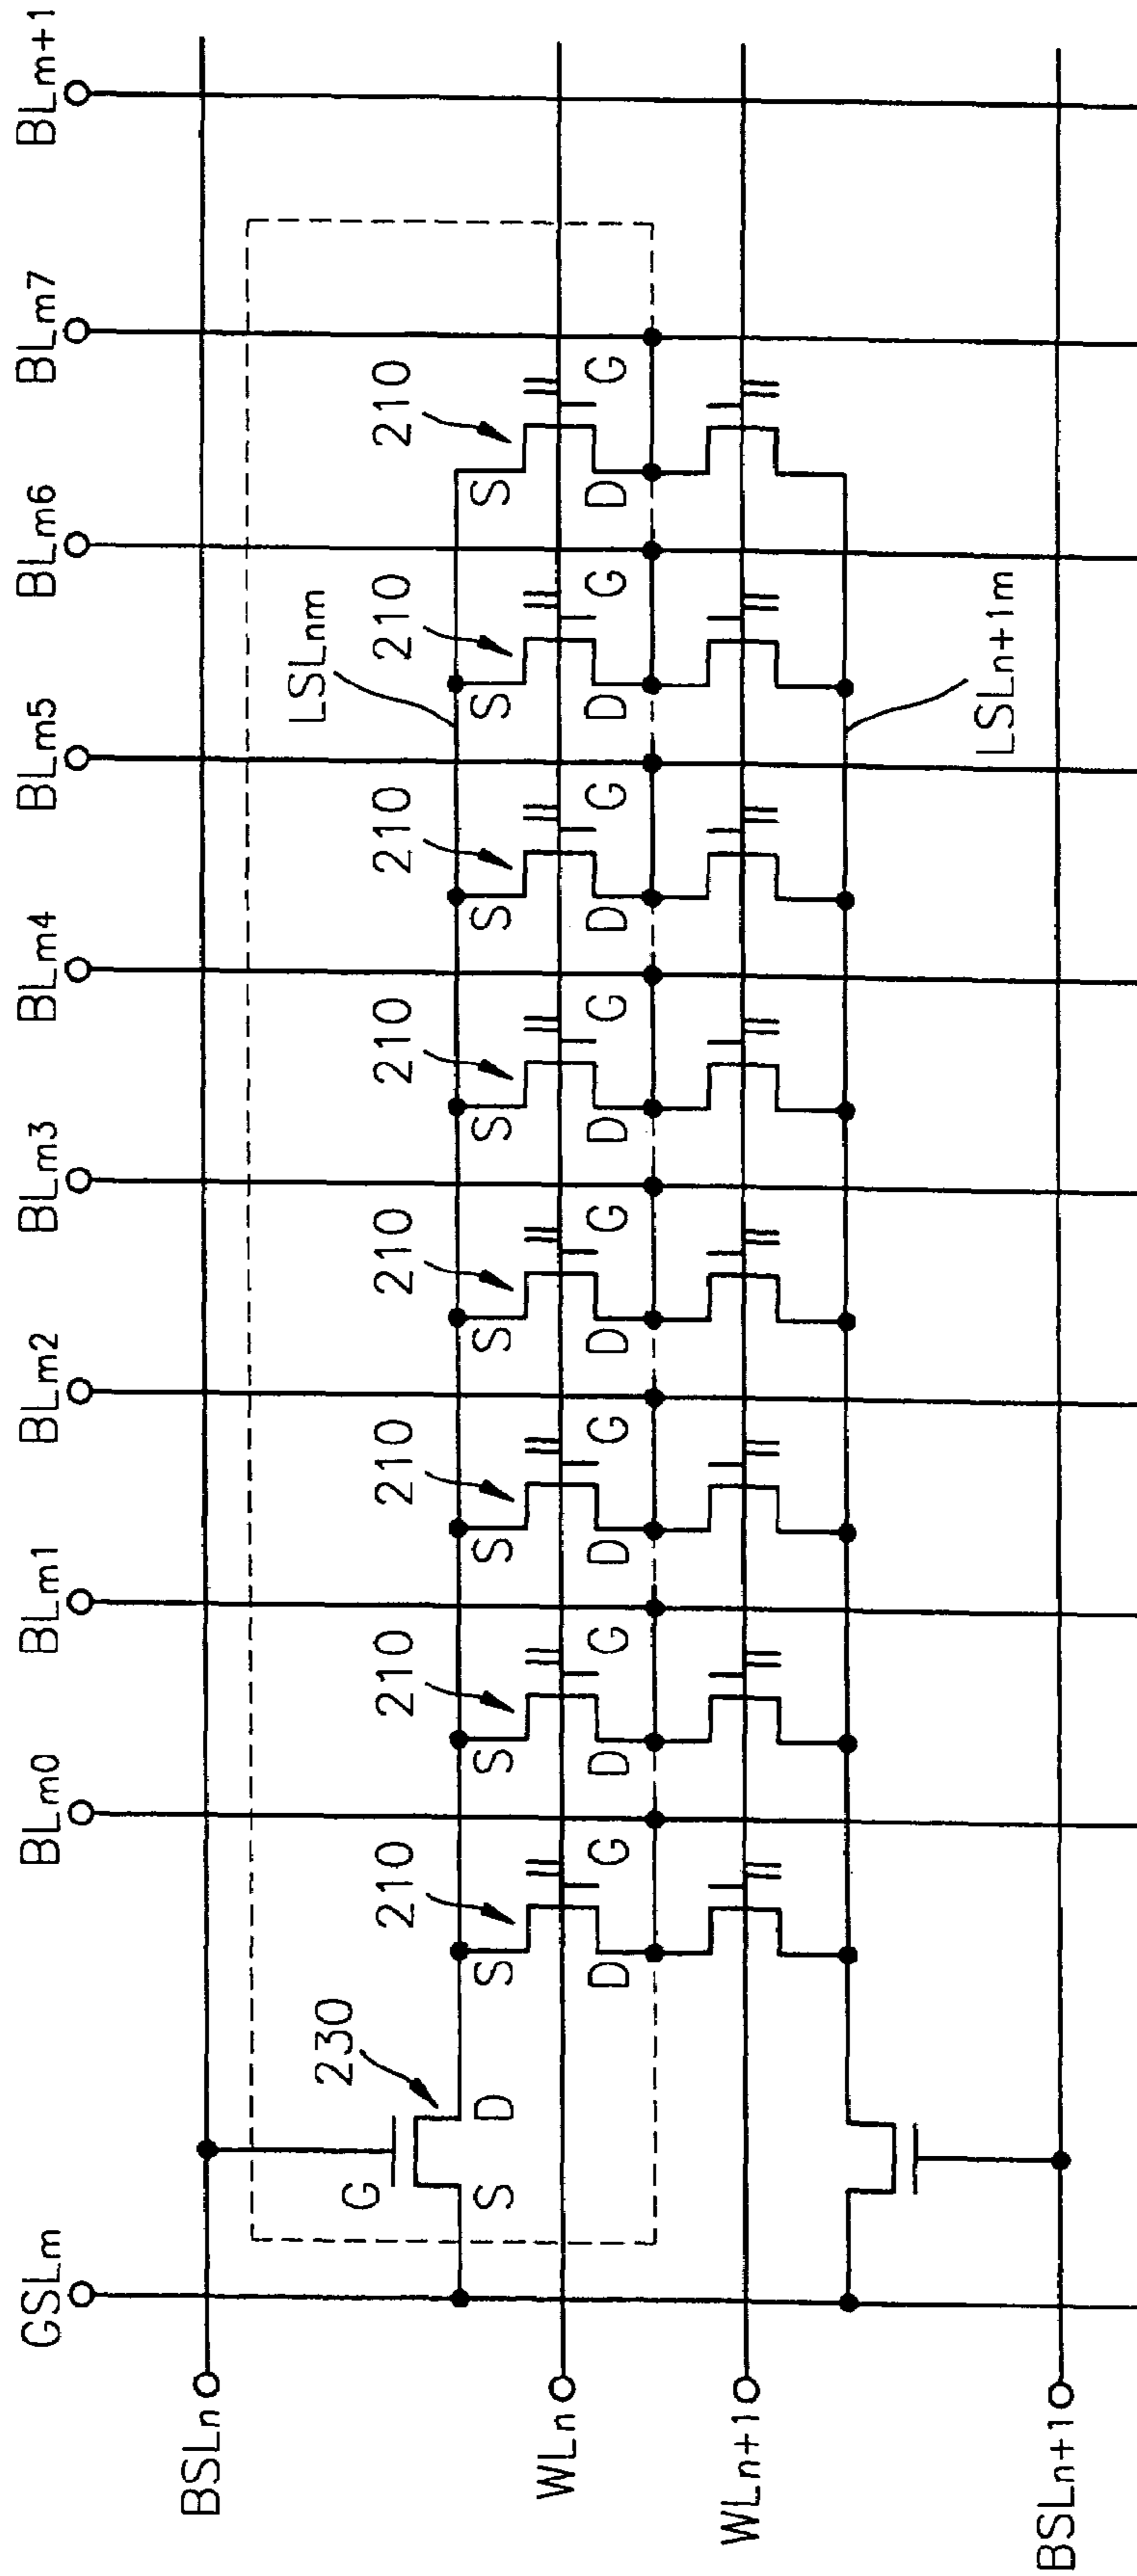 GSLm BLm0 BLm1 BLm2 BLm3 BLm4 BLm5 BLm6 BLm7 BLm+1
BSLn
230 LSLnm
G
210 210 210 210 210 210 210 210
S D S S S S S S S S
WLn
D G D G D G D G D G D G D G D G
WLn+1
LSLn+1m
BSLn+1